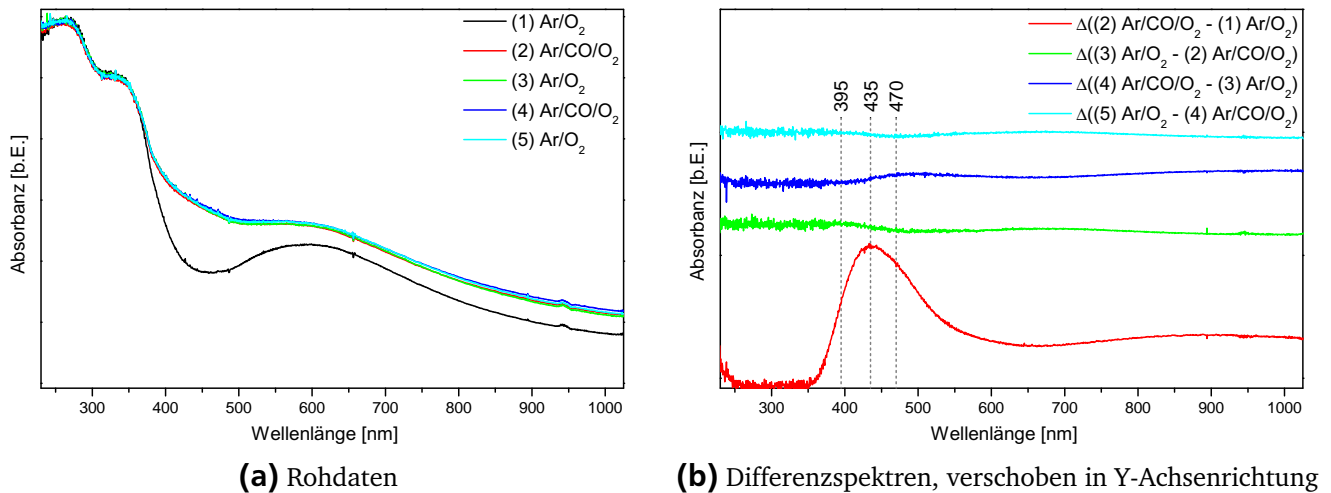 (1) Ar/O₂
(2) Ar/CO/O₂
(3) Ar/O₂
(4) Ar/CO/O₂
(5) Ar/O₂
Absorbanz [b.E.]
300 400 500 600 700 800 900 1000
Wellenlänge [nm]
(a) Rohdaten
Δ((2) Ar/CO/O₂ - (1) Ar/O₂)
Δ((3) Ar/O₂ - (2) Ar/CO/O₂)
Δ((4) Ar/CO/O₂ - (3) Ar/O₂)
Δ((5) Ar/O₂ - (4) Ar/CO/O₂)
395
435
470
Absorbanz [b.E.]
300 400 500 600 700 800 900 1000
Wellenlänge [nm]
(b) Differenzspektren, verschoben in Y-Achsenrichtung